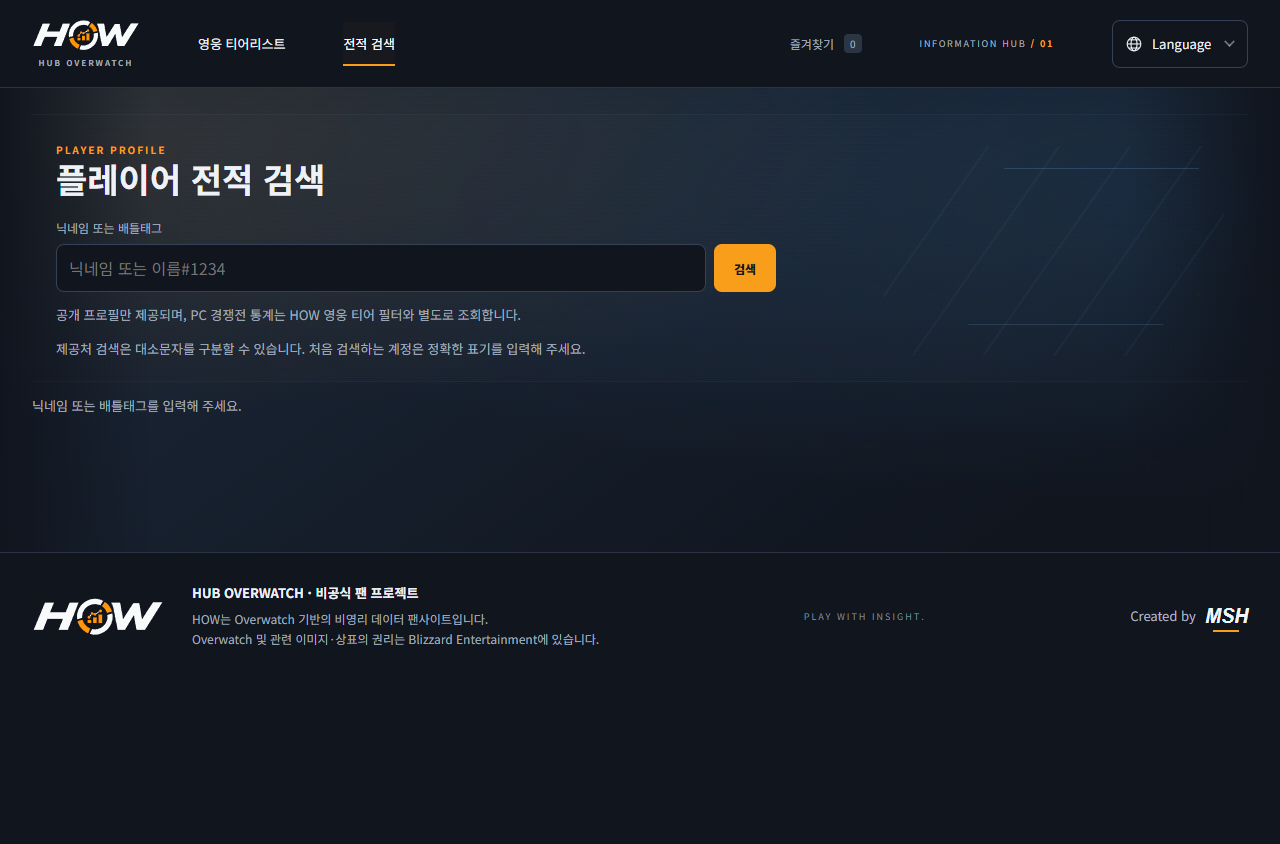 HOW
HUB OVERWATCH
영웅 티어리스트
전적 검색
즐겨찾기 0
INFORMATION HUB / 01
Language
PLAYER PROFILE
플레이어 전적 검색
닉네임 또는 배틀태그
닉네임 또는 이름#1234
검색
공개 프로필만 제공되며, PC 경쟁전 통계는 HOW 영웅 티어 필터와 별도로 조회합니다.
제공처 검색은 대소문자를 구분할 수 있습니다. 처음 검색하는 계정은 정확한 표기를 입력해 주세요.
닉네임 또는 배틀태그를 입력해 주세요.
HOW
HUB OVERWATCH · 비공식 팬 프로젝트
HOW는 Overwatch 기반의 비영리 데이터 팬사이트입니다.
Overwatch 및 관련 이미지·상표의 권리는 Blizzard Entertainment에 있습니다.
PLAY WITH INSIGHT.
Created by MSH